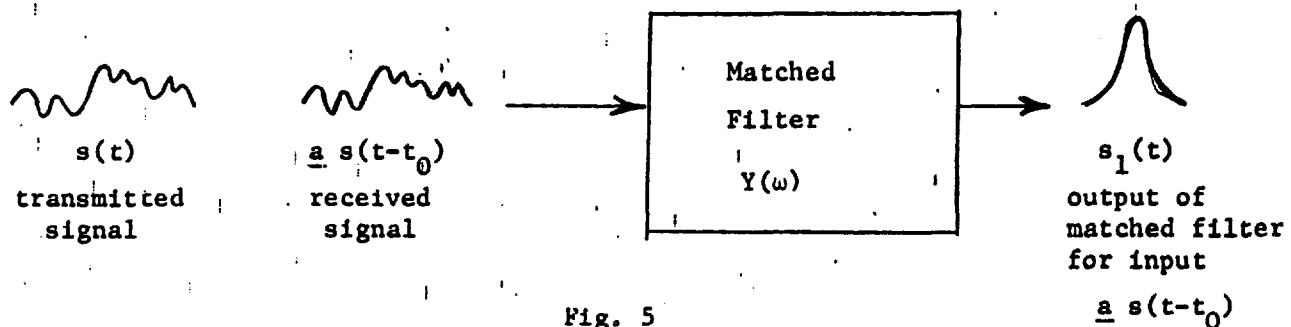 s(t)
transmitted
signal
a s(t-t₀)
received
signal
Matched
Filter
Y(ω)
s₁(t)
output of
matched filter
for input
a s(t-t₀)
Fig. 5